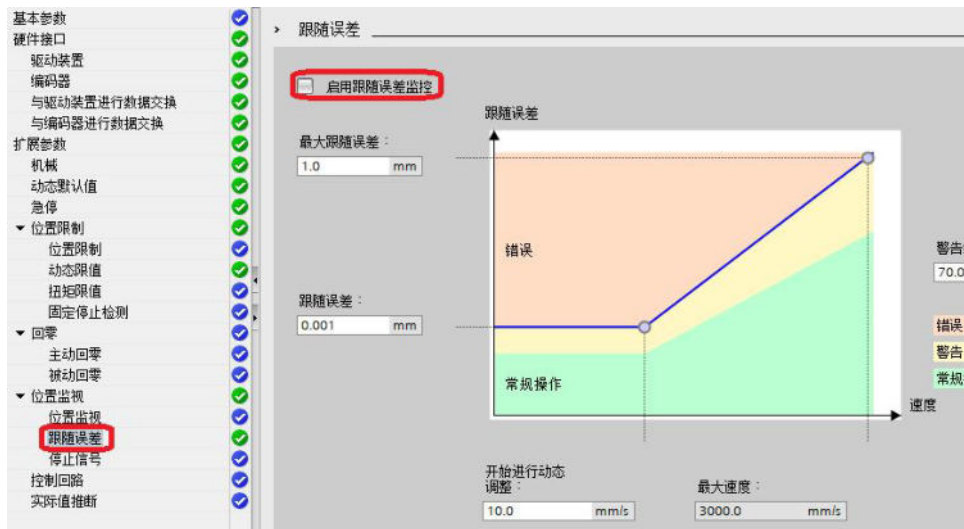 基本参数
硬件接口
驱动装置
编码器
与驱动装置进行数据交换
与编码器进行数据交换
扩展参数
机械
动态默认值
急停
位置限制
位置限制
动态限值
扭矩限值
固定停止检测
回零
主动回零
被动回零
位置监视
位置监视
跟随误差
停止信号
控制回路
实际值推断
跟随误差
启用跟随误差监控
跟随误差
最大跟随误差：
1.0 mm
错误
警告
70.0
跟随误差：
0.001 mm
错误
警告
常规
常规操作
速度
开始进行动态
调整：
10.0 mm/s
最大速度：
3000.0 mm/s